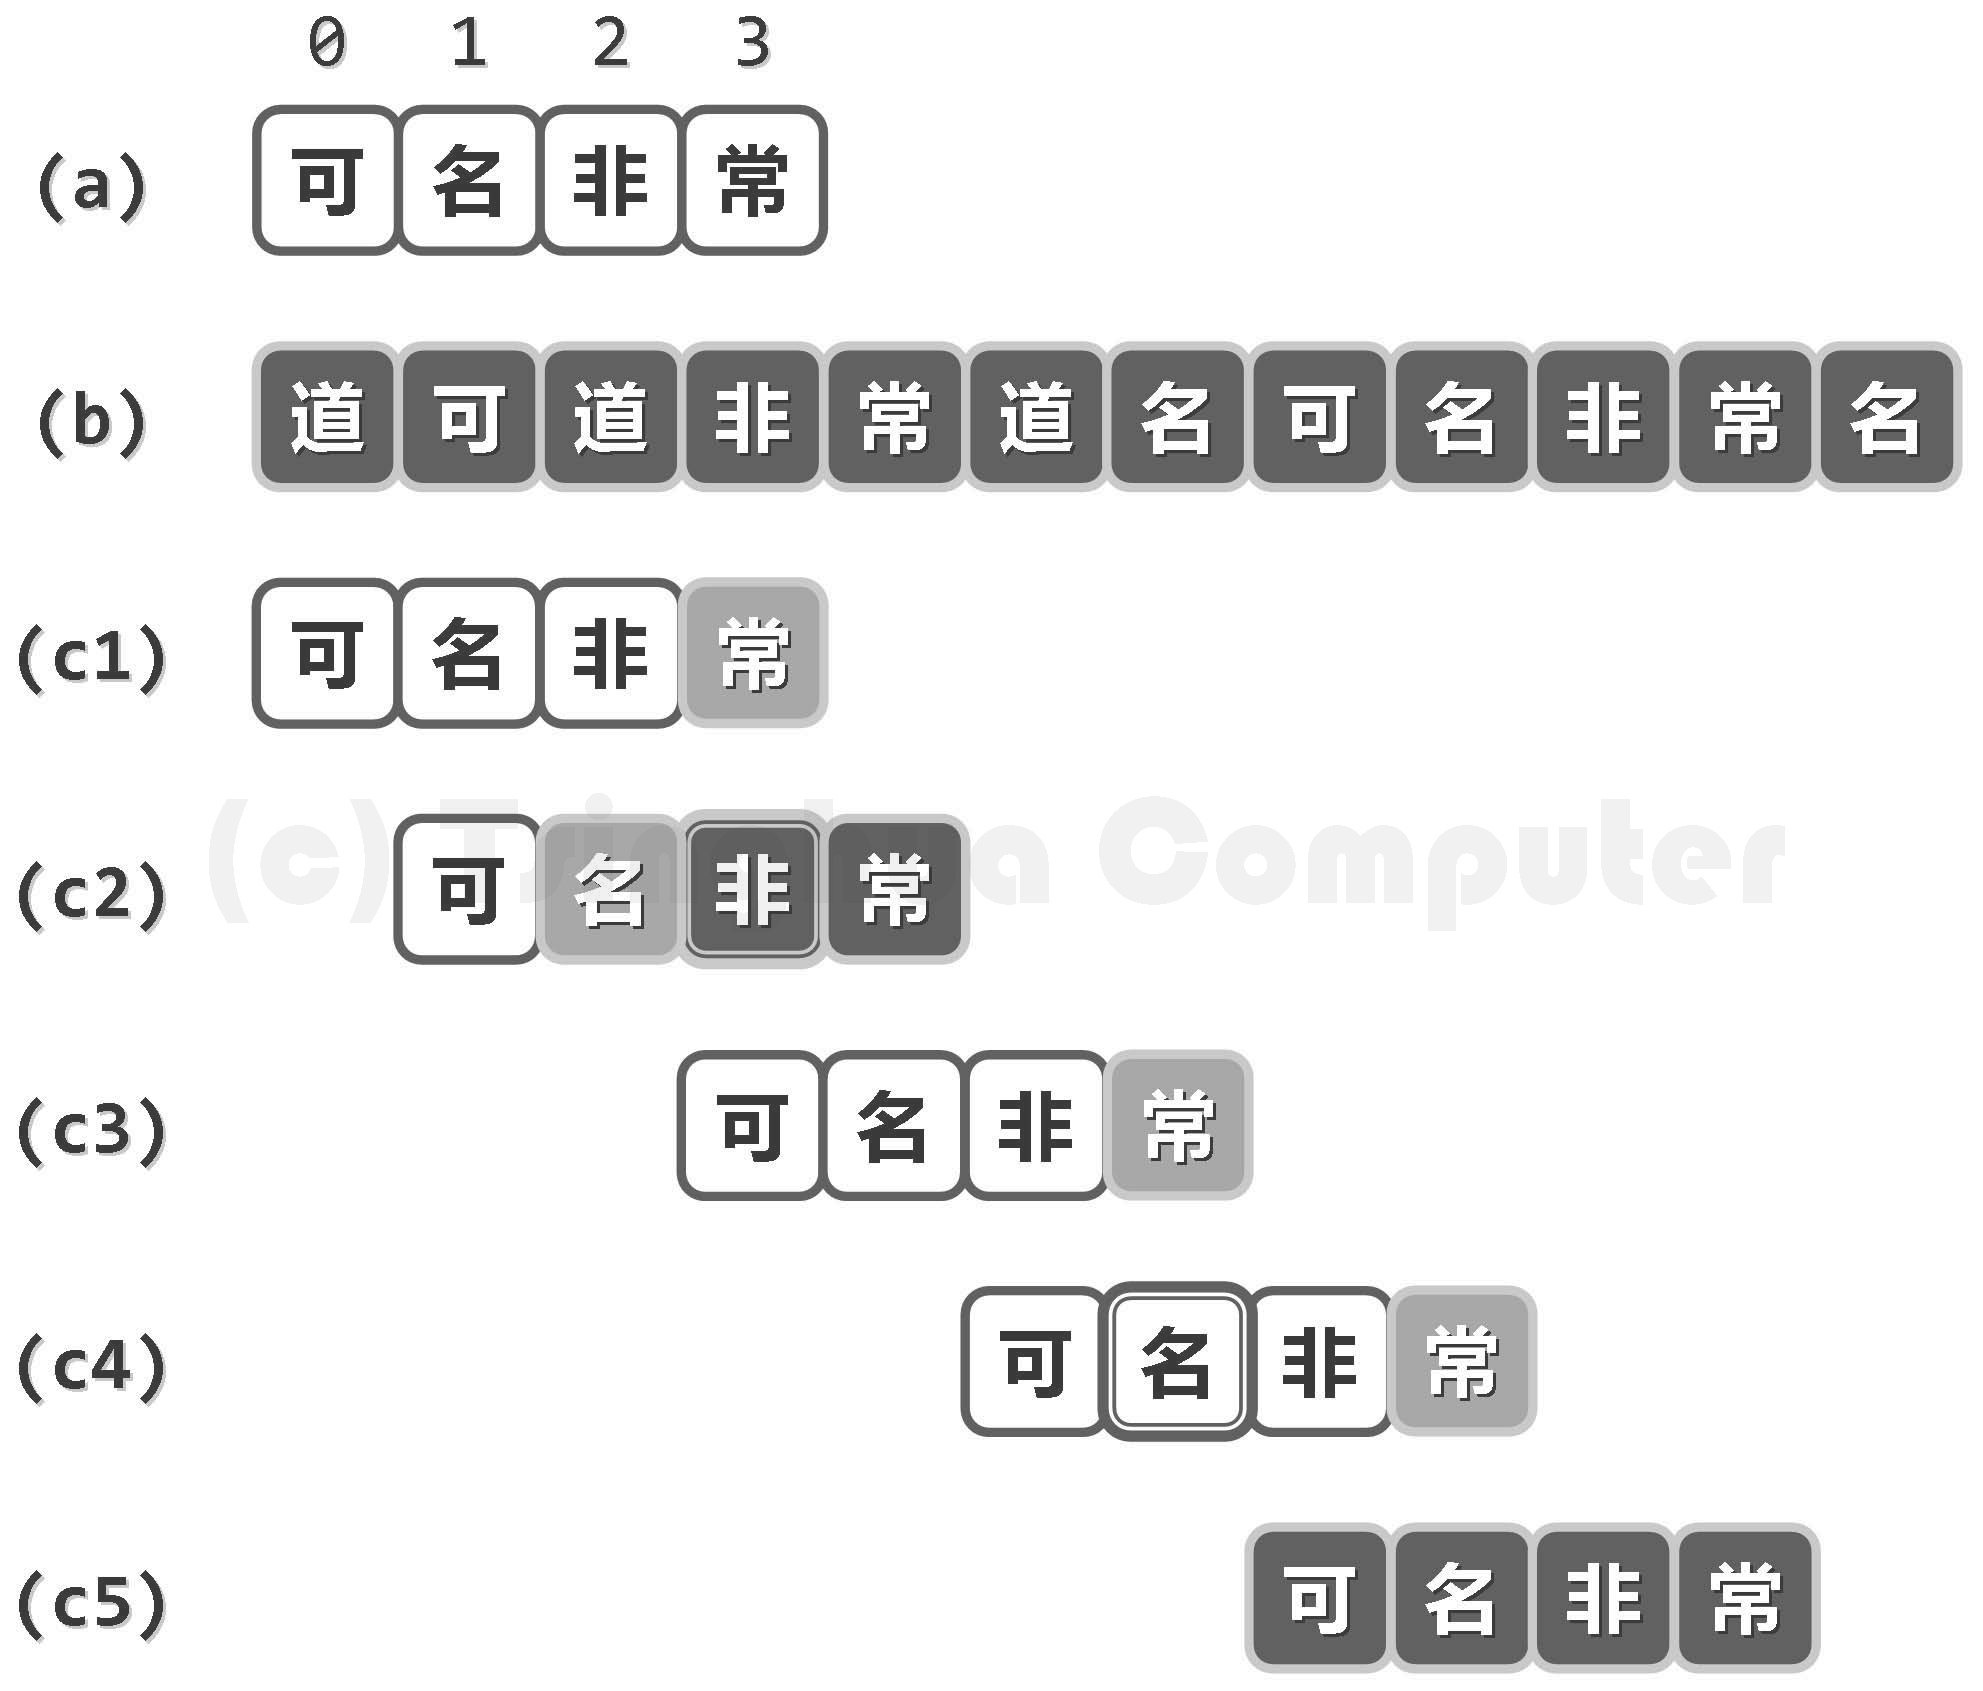 0 1 2 3
(a) 可名非常
(b) 道可道非常道名可名非常名
(c1) 可名非常
(c) Tsinghua Computer
(c2) 可名非常
(c3) 可名非常
(c4) 可名非常
(c5) 可名非常